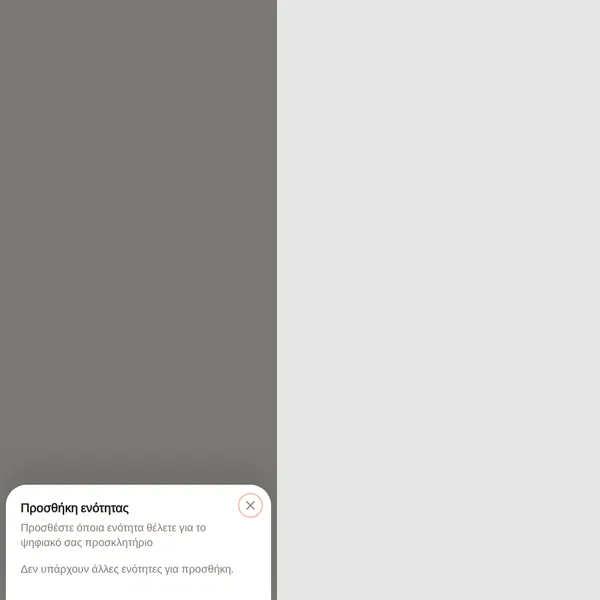 Προσθήκη ενότητας
Προσθέστε όποια ενότητα θέλετε για το
ψηφιακό σας προσκλητήριο
Δεν υπάρχουν άλλες ενότητες για προσθήκη.